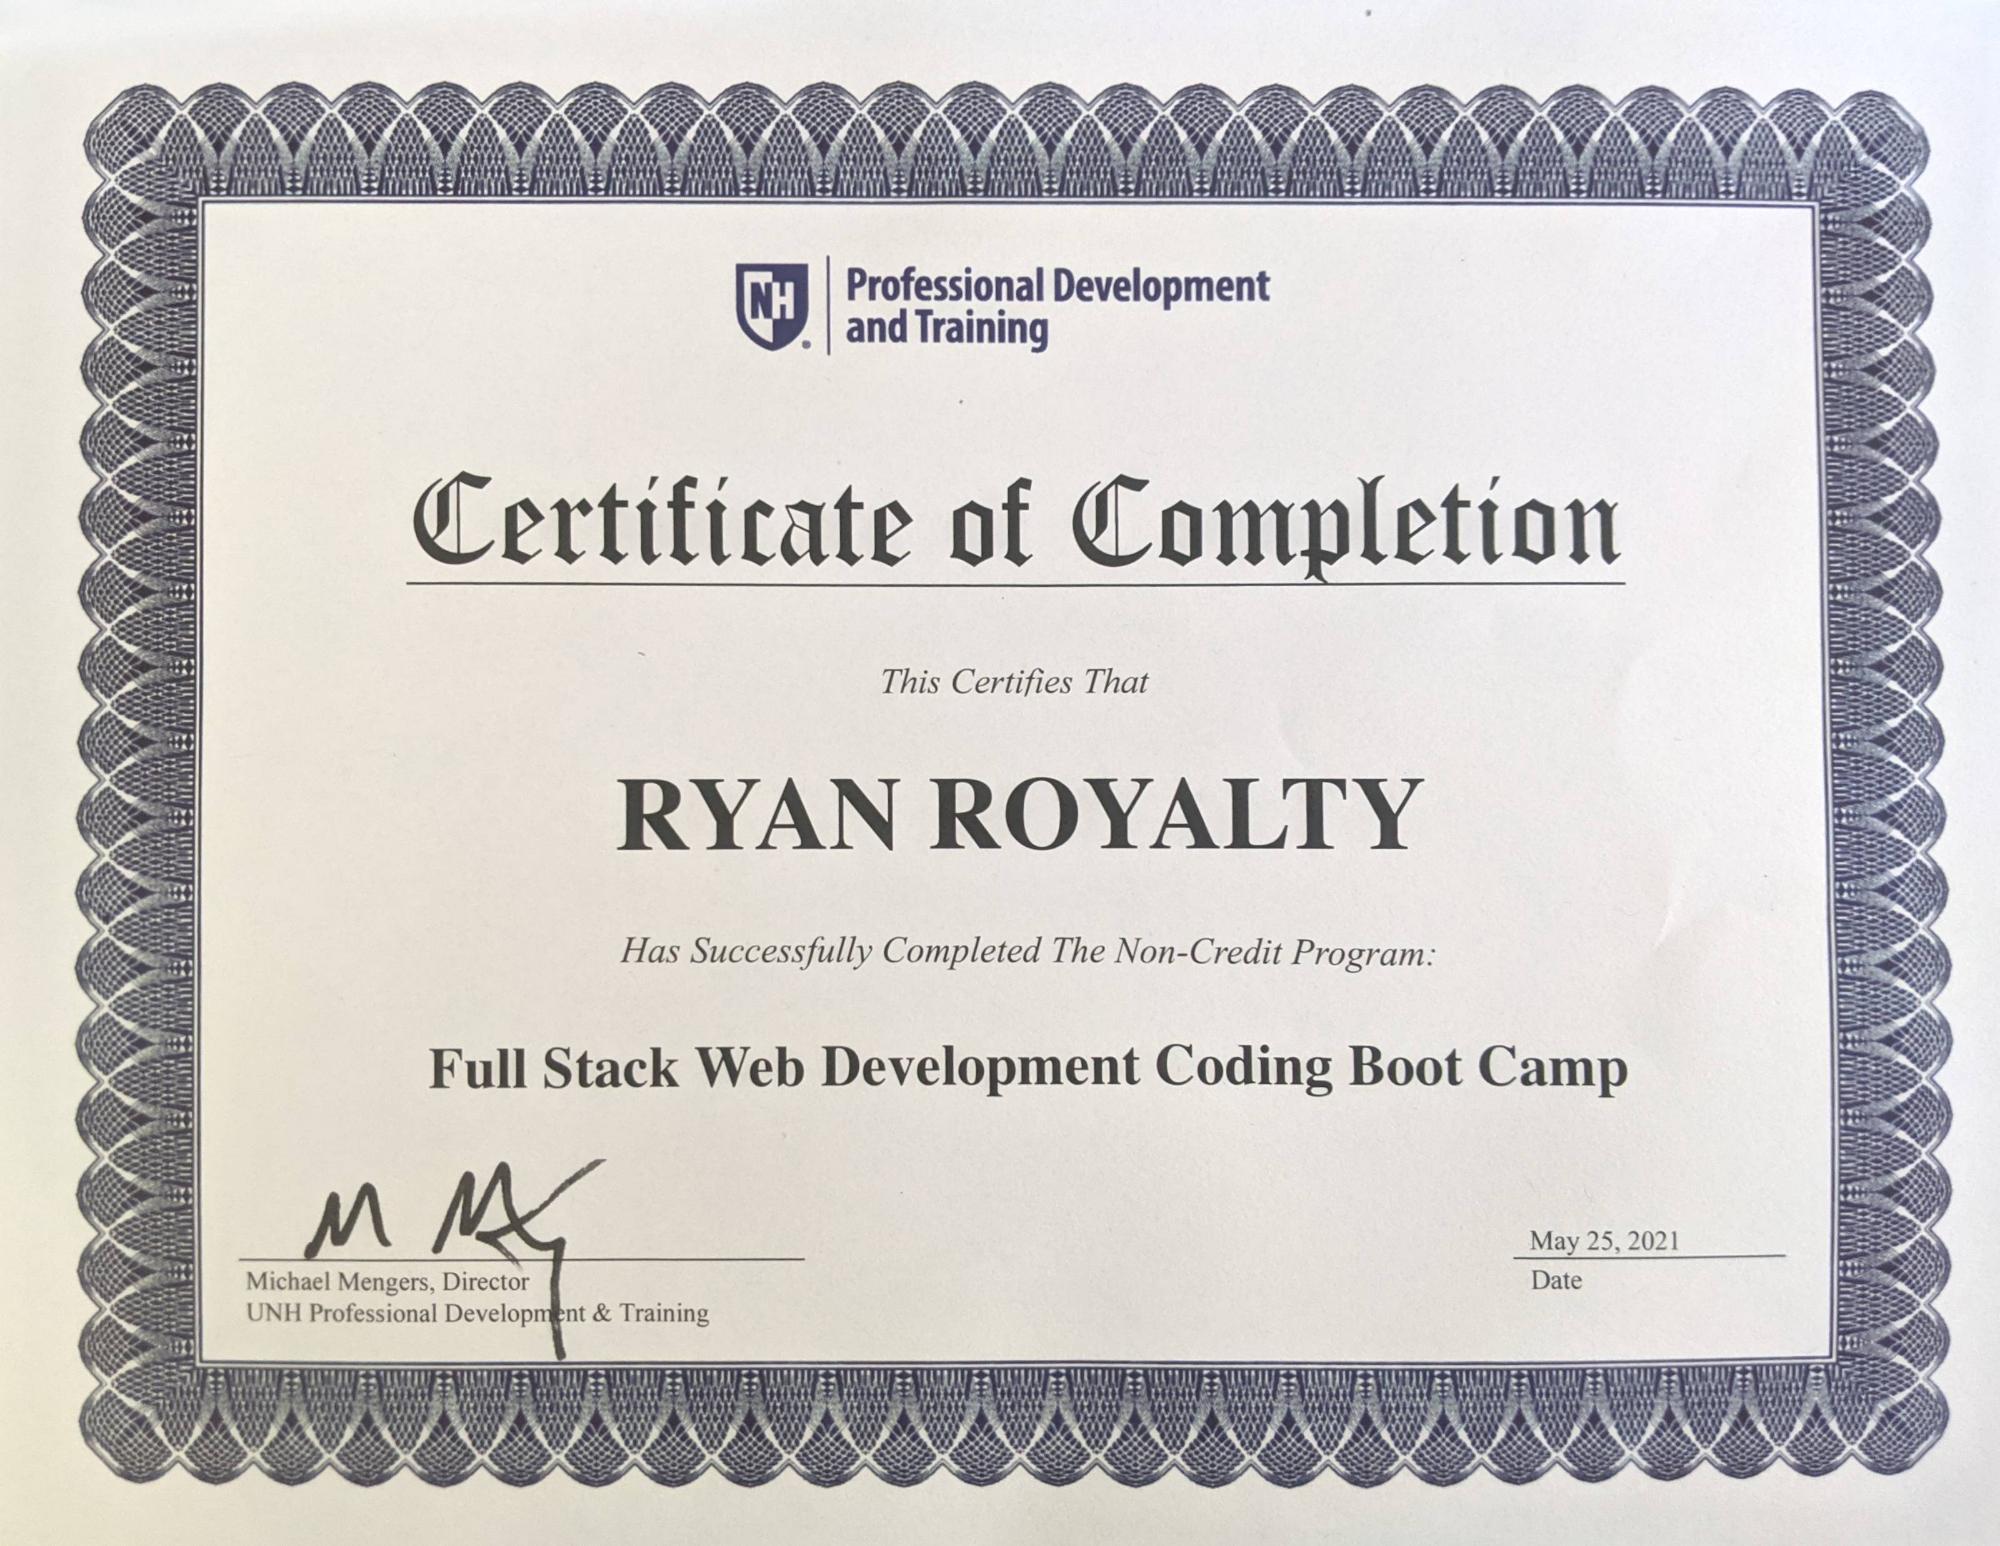 NH
Professional Development
and Training
Certificate of Completion
This Certifies That
RYAN ROYALTY
Has Successfully Completed The Non-Credit Program:
Full Stack Web Development Coding Boot Camp
May 25, 2021
Michael Mengers, Director
Date
UNH Professional Development & Training